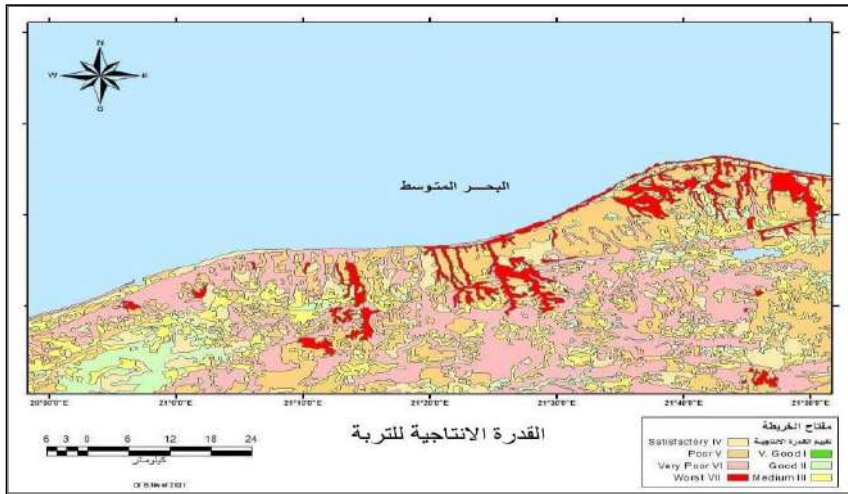 N
W E
S
البحر المتوسط
20°50'0"E 21°0'0"E 21°10'0"E 21°20'0"E 21°30'0"E 21°40'0"E 21°50'0"E
القدرة الانتاجية للتربة
6 3 0 6 12 18 24
كيلومتر
مفتاح الخريطة
تقييم القدرة الانتاجية
Satisfactory IV
Poor V V. Good I
Very Poor VI Good II
Worst VII Medium III